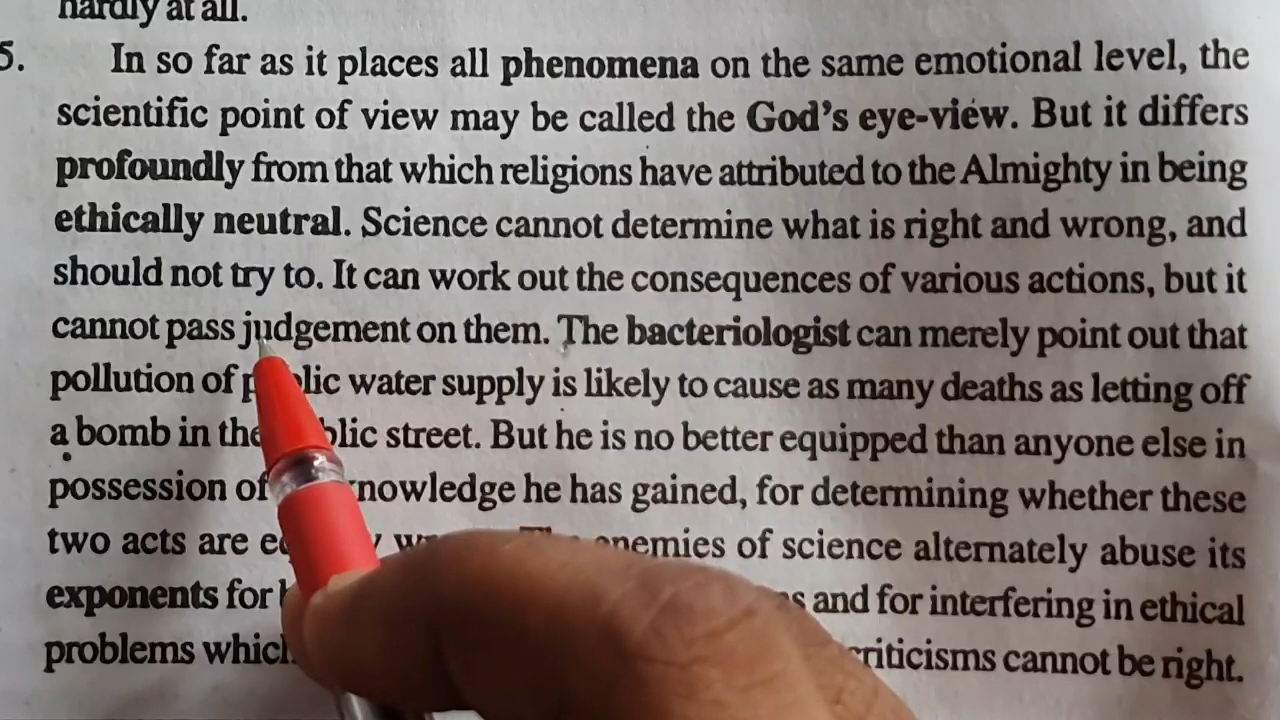 hardly at all.
5. In so far as it places all phenomena on the same emotional level, the
scientific point of view may be called the God's eye-view. But it differs
profoundly from that which religions have attributed to the Almighty in being
ethically neutral. Science cannot determine what is right and wrong, and
should not try to. It can work out the consequences of various actions, but it
cannot pass judgement on them. The bacteriologist can merely point out that
pollution of public water supply is likely to cause as many deaths as letting off
a bomb in the public street. But he is no better equipped than anyone else in
possession of knowledge he has gained, for determining whether these
two acts are enemies of science alternately abuse its
exponents for and for interfering in ethical
problems which criticisms cannot be right.